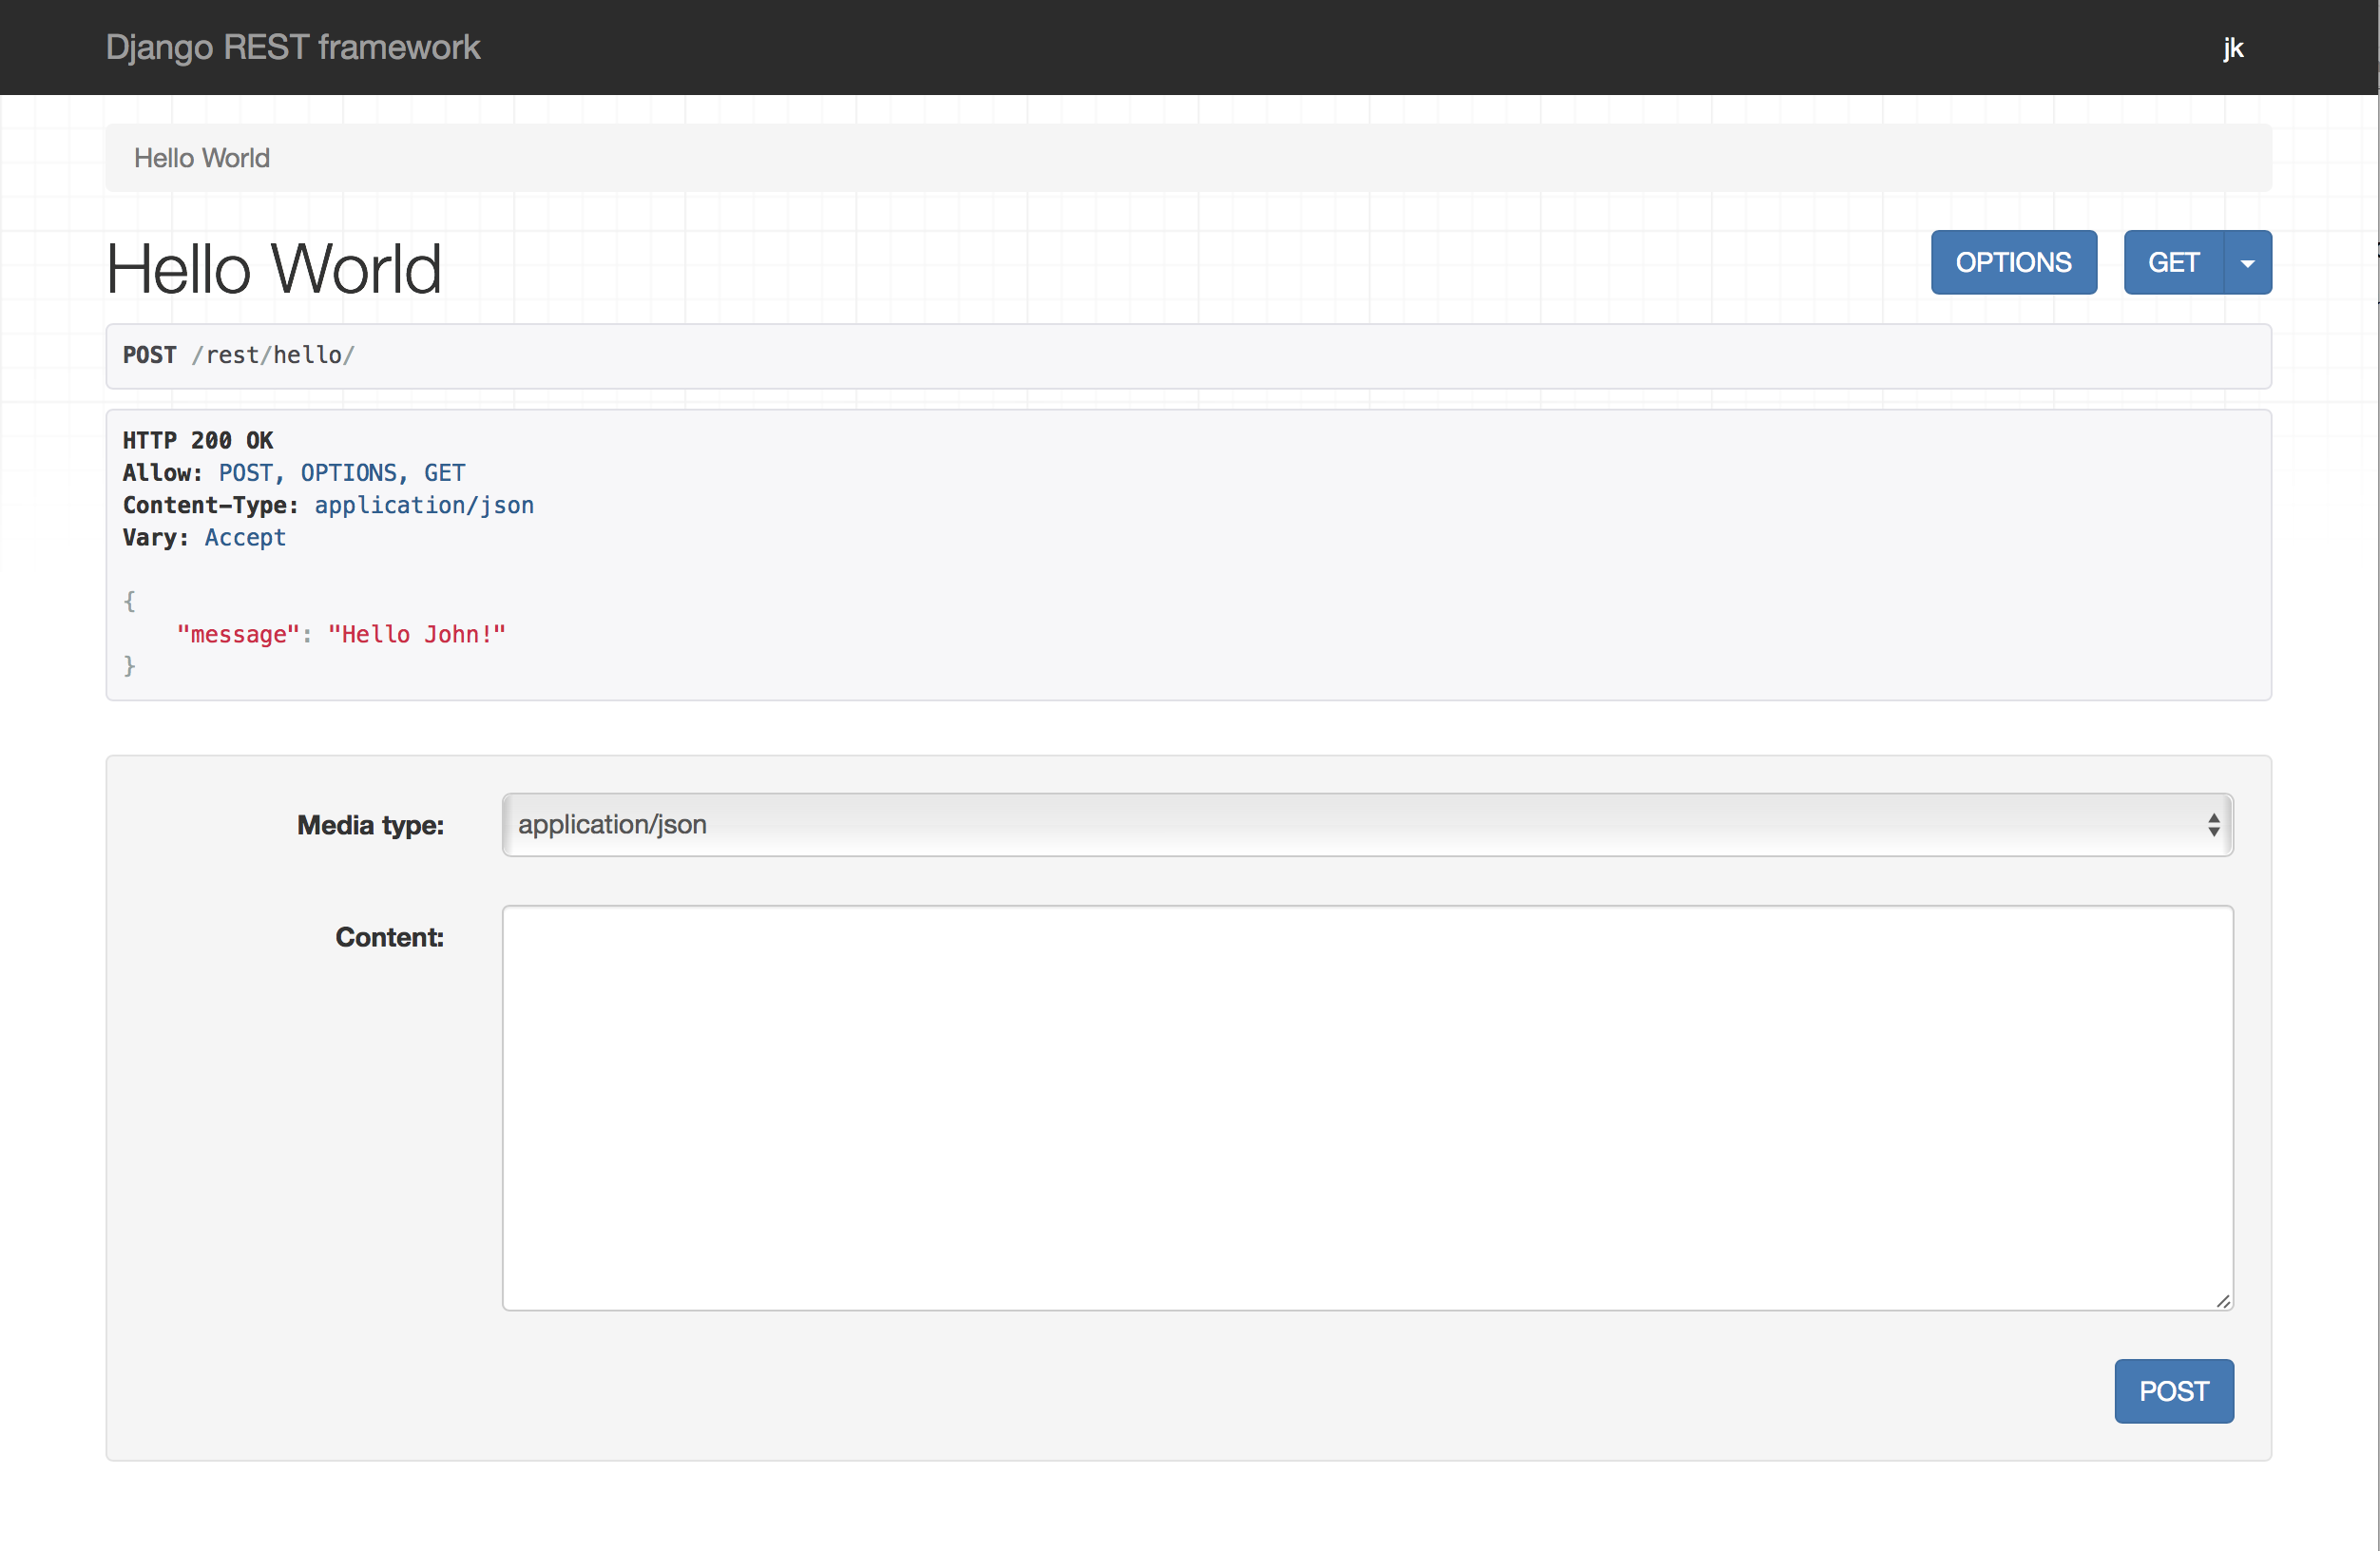 Django REST framework
jk
Hello World
Hello World
OPTIONS
GET
POST /rest/hello/
HTTP 200 OK
Allow: POST, OPTIONS, GET
Content-Type: application/json
Vary: Accept
{
"message": "Hello John!"
}
Media type:
application/json
Content:
POST